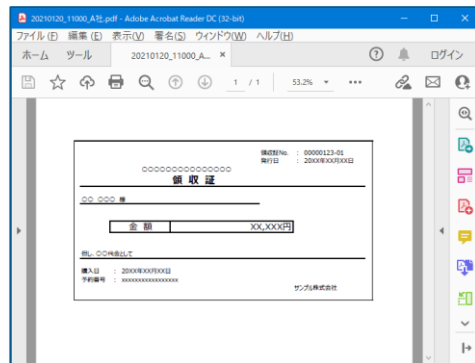 20210120_11000_A社.pdf - Adobe Acrobat Reader DC (32-bit)
ファイル(F) 編集(E) 表示(V) 署名(S) ウインドウ(W) ヘルプ(H)
ホーム ツール 20210120_11000_A... × ログイン
1 / 1 53.2%
領収証No. : 00000123-01
発行日 : 20XX年XX月XX日
○○○○○○○○○○○○○○○
領 収 証
○○ ○○○ 様
金 額 XX,XXX円
但し、○○代金として
購入日 : 20XX年XX月XX日
予約番号 : xxxxxxxxxxxxxxxxx
サンプル株式会社